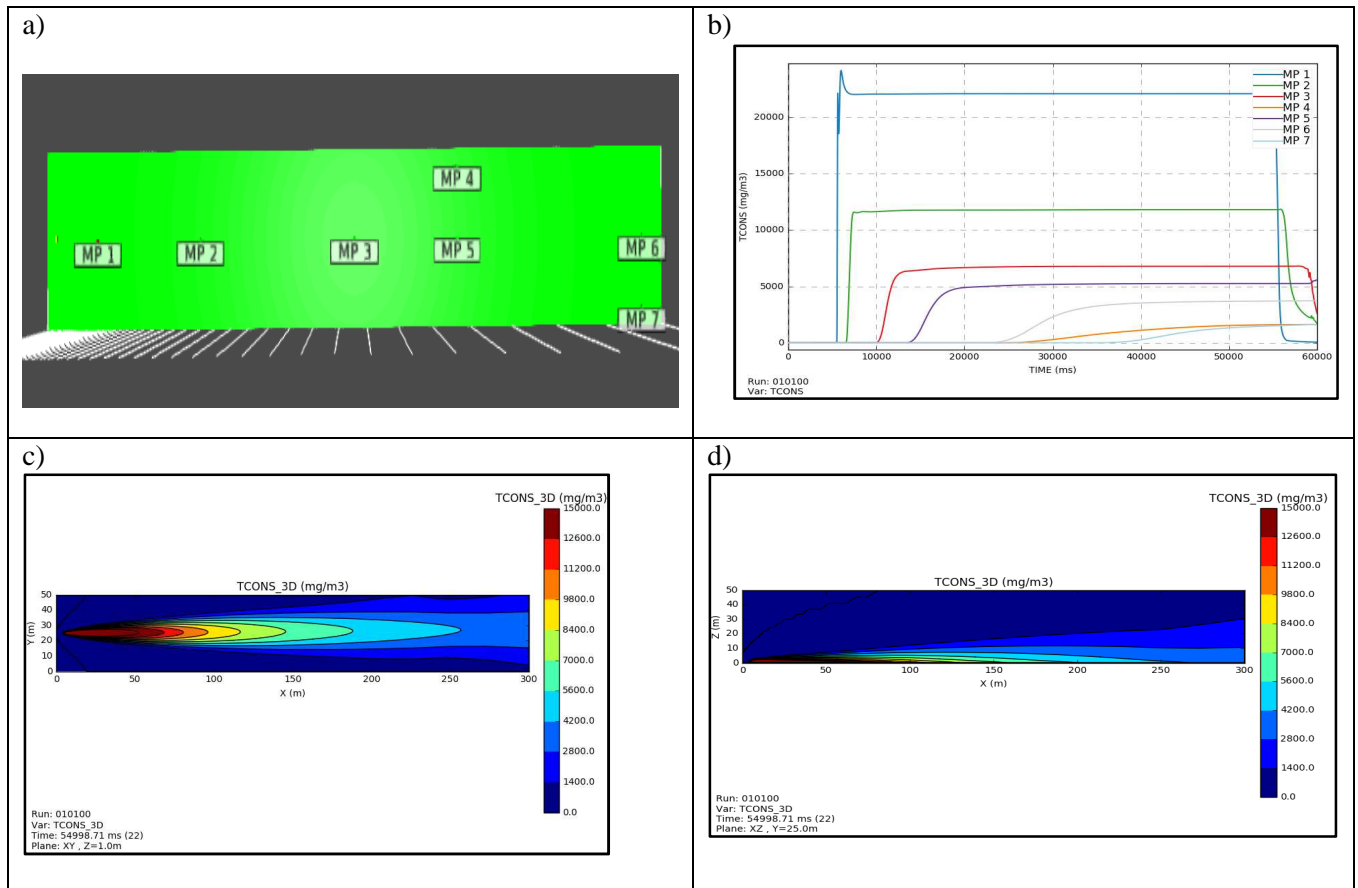 a)
MP 4
MP 1
MP 2
MP 3
MP 5
MP 6
MP 7
b)
MP 1
MP 2
MP 3
MP 4
MP 5
MP 6
MP 7
TCONS (mg/m3)
20000
15000
10000
5000
0
0
10000
20000
30000
40000
50000
60000
TIME (ms)
Run: 010100
Var: TCONS
c)
TCONS_3D (mg/m3)
15000.0
12600.0
11200.0
9800.0
8400.0
7000.0
5600.0
4200.0
2800.0
1400.0
0.0
TCONS_3D (mg/m3)
Y (m)
50
40
30
20
10
0
0
50
100
150
200
250
300
X (m)
Run: 010100
Var: TCONS_3D
Time: 54998.71 ms (22)
Plane: XY , Z=1.0m
d)
TCONS_3D (mg/m3)
15000.0
12600.0
11200.0
9800.0
8400.0
7000.0
5600.0
4200.0
2800.0
1400.0
0.0
TCONS_3D (mg/m3)
Z (m)
50
40
30
20
10
0
0
50
100
150
200
250
300
X (m)
Run: 010100
Var: TCONS_3D
Time: 54998.71 ms (22)
Plane: XZ , Y=25.0m